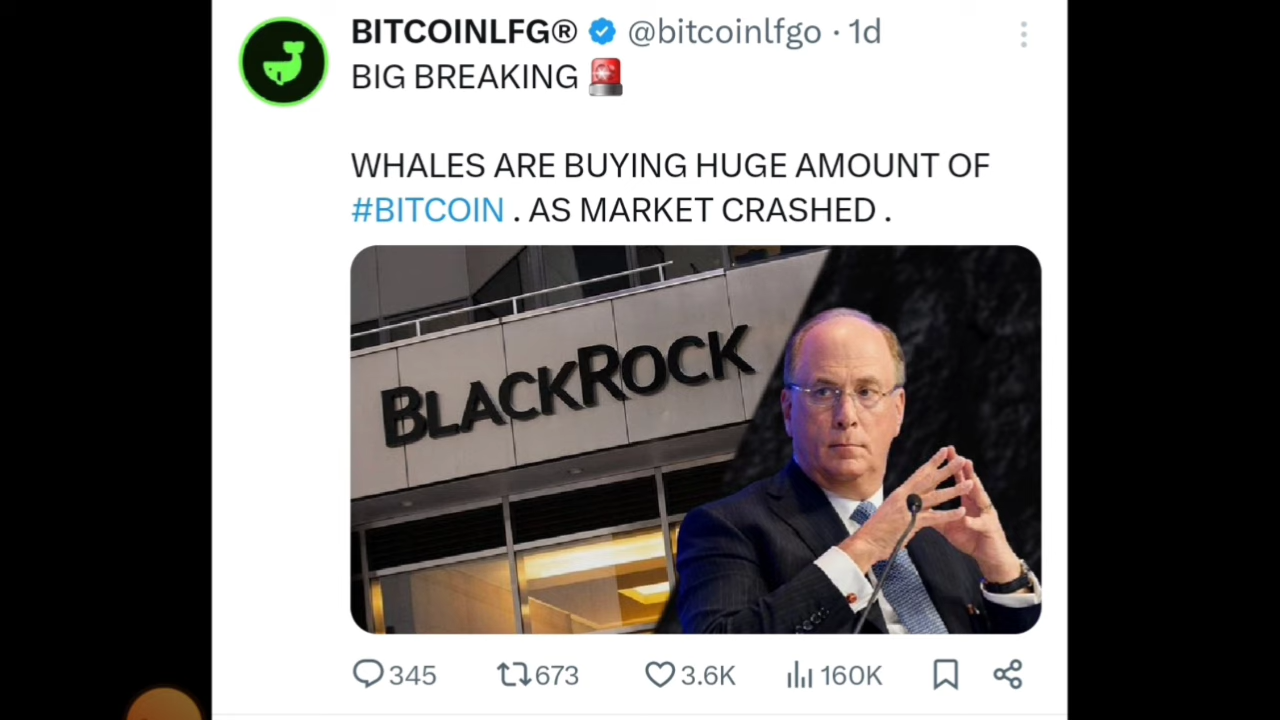 BITCOINLFG® @bitcoinlfgo · 1d
BIG BREAKING 🚨
WHALES ARE BUYING HUGE AMOUNT OF
#BITCOIN . AS MARKET CRASHED .
BLACKROCK
345 673 3.6K 160K